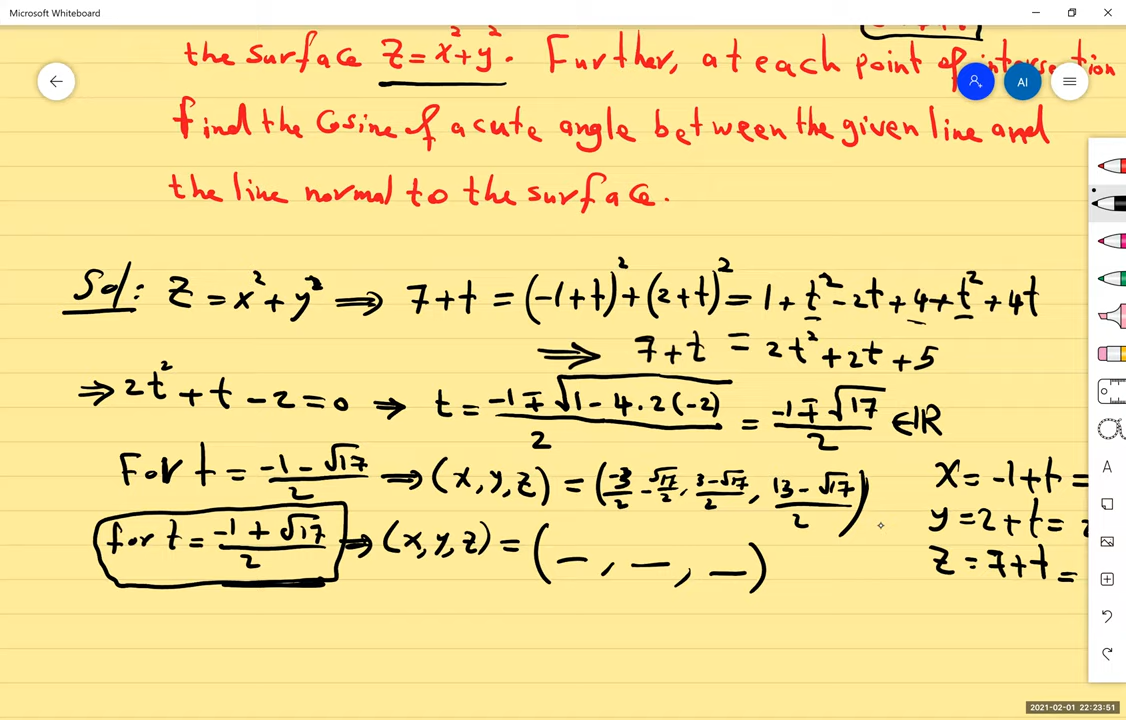 Microsoft Whiteboard
the surface z = x² + y². Further, at each point of intersection
AI
find the Cosine of acute angle between the given line and
the line normal to the surface.
Sol: z = x² + y² ⟹ 7+t = (-1+t)² + (2+t)² = 1 + t² - 2t + 4 + t² + 4t
⟹ 7+t = 2t² + 2t + 5
⟹ 2t² + t - 2 = 0 ⟹ t = (-1 ∓ √(1 - 4·2(-2)))/2 = (-1 ∓ √17)/2 ∈ ℝ
For t = (-1 - √17)/2 ⟹ (x, y, z) = (-3/2 - √17/2, (3 - √17)/2, (13 - √17)/2)
x = -1 + t =
for t = (-1 + √17)/2 ⟹ (x, y, z) = ( – , – , – )
y = 2 + t = 2
z = 7 + t =
A
2021-02-01 22:23:51